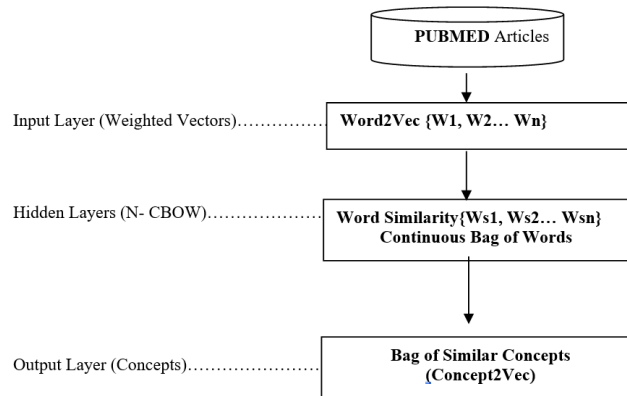 PUBMED Articles
Input Layer (Weighted Vectors)………………
Word2Vec {W1, W2… Wn}
Hidden Layers (N- CBOW)…………………
Word Similarity{Ws1, Ws2… Wsn}
Continuous Bag of Words
Output Layer (Concepts)……………………
Bag of Similar Concepts
(Concept2Vec)